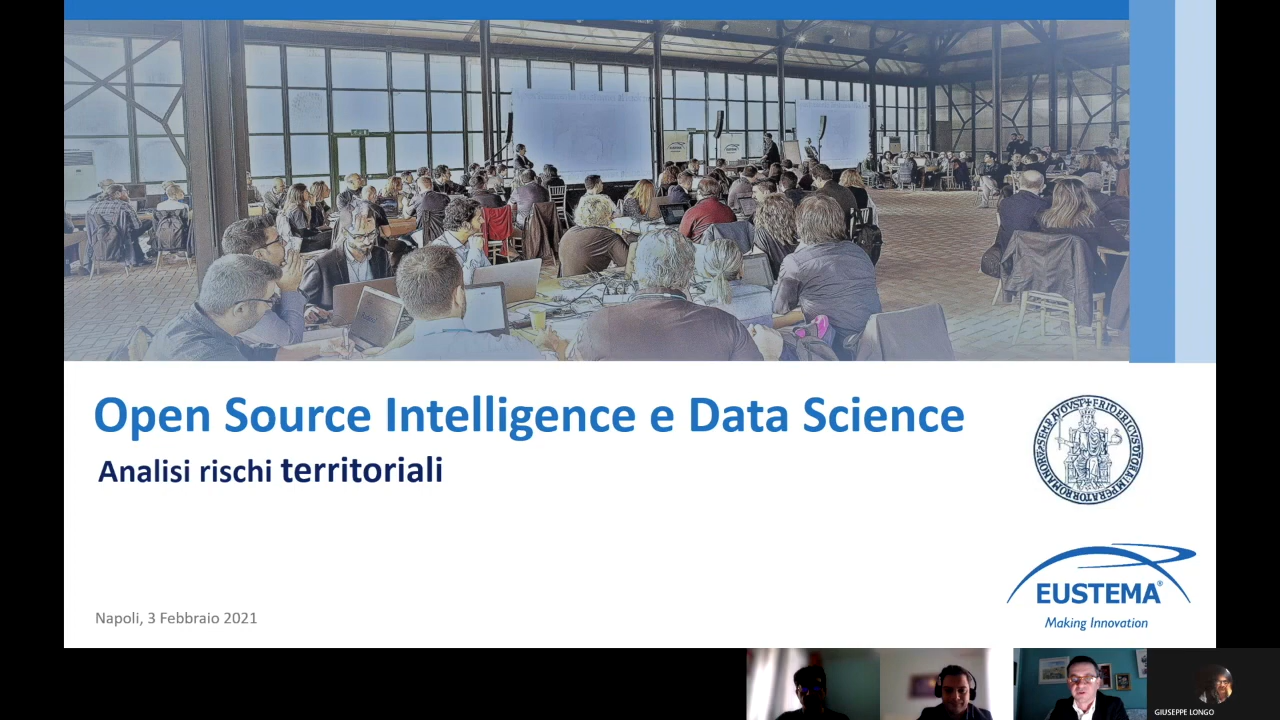 Open Source Intelligence e Data Science
Analisi rischi territoriali
Napoli, 3 Febbraio 2021
EUSTEMA®
Making Innovation
GIUSEPPE LONGO